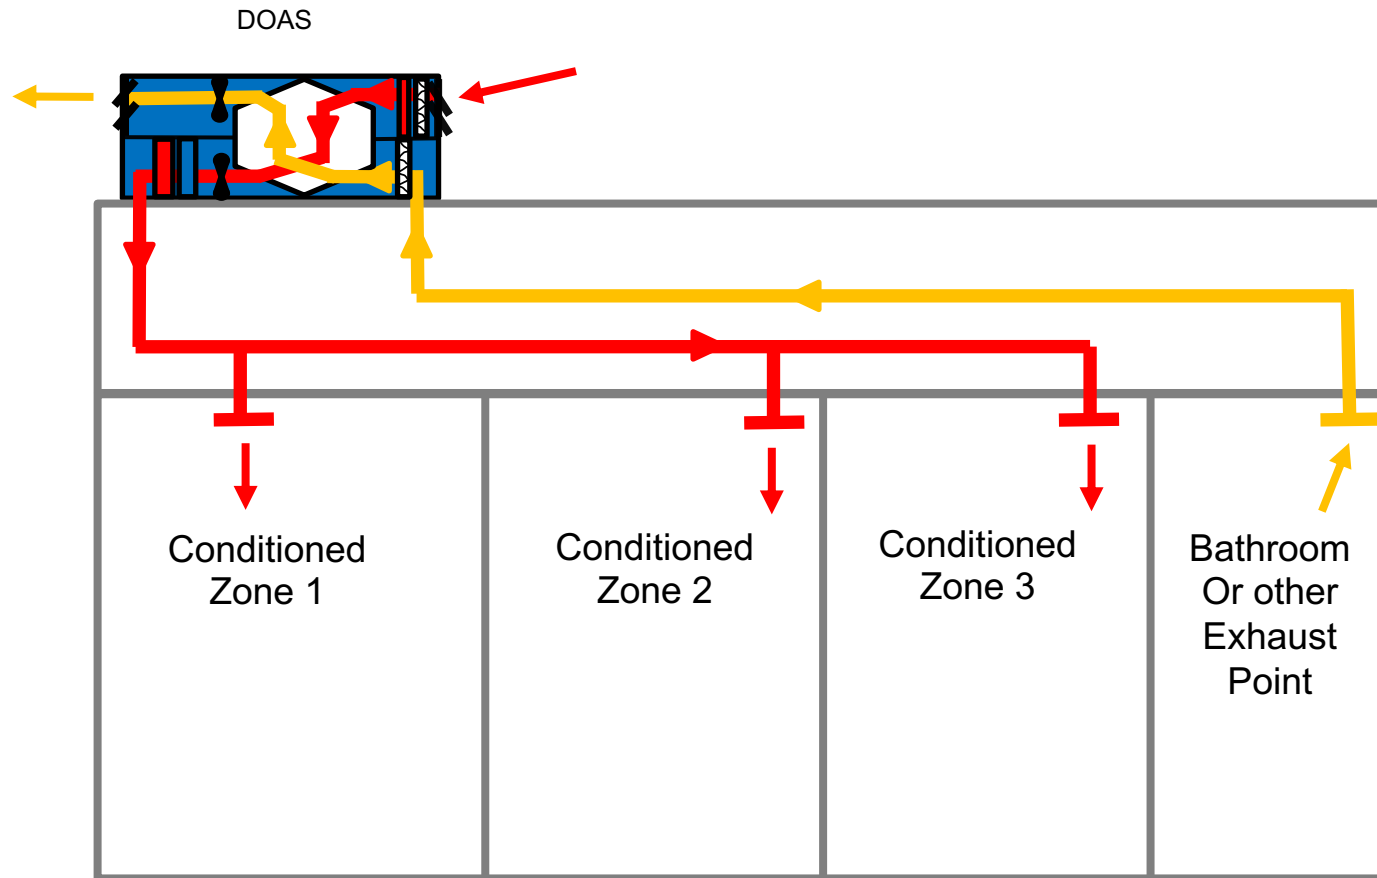 DOAS
Conditioned
Zone 1
Conditioned
Zone 2
Conditioned
Zone 3
Bathroom
Or other
Exhaust
Point